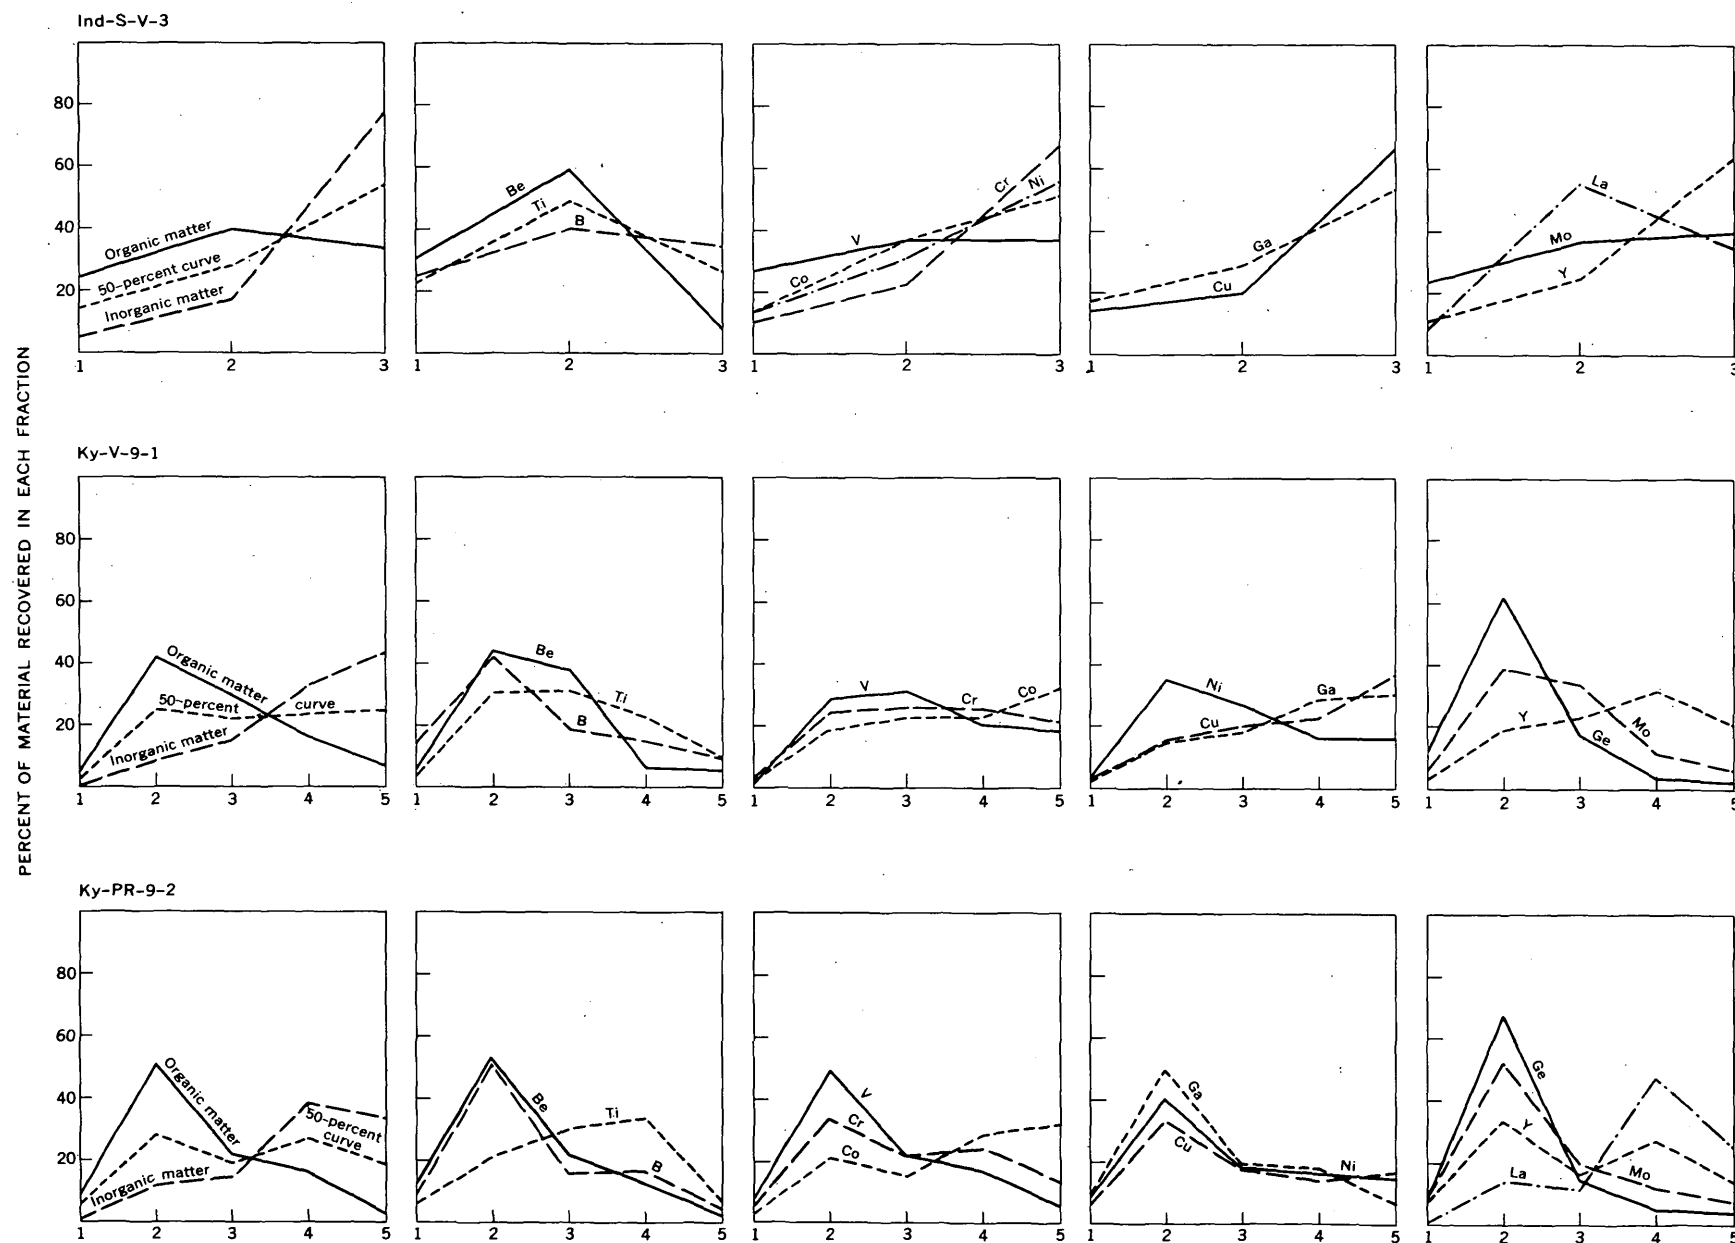 Ind-S-V-3
80
60
40
20
Organic matter
50-percent curve
Inorganic matter
1 2 3
Be
Ti
B
1 2 3
V
Co
Cr
Ni
1 2 3
Ga
Cu
1 2 3
La
Mo
Y
1 2 3
PERCENT OF MATERIAL RECOVERED IN EACH FRACTION
Ky-V-9-1
80
60
40
20
Organic matter
50-percent curve
Inorganic matter
1 2 3 4 5
Be
Ti
B
1 2 3 4 5
V
Cr
Co
1 2 3 4 5
Ni
Ga
Cu
1 2 3 4 5
Y
Mo
Ge
1 2 3 4 5
Ky-PR-9-2
80
60
40
20
Organic matter
50-percent
curve
Inorganic matter
1 2 3 4 5
Be
Ti
B
1 2 3 4 5
V
Cr
Co
1 2 3 4 5
Ga
Cu
Ni
1 2 3 4 5
Ge
Y
La
Mo
1 2 3 4 5